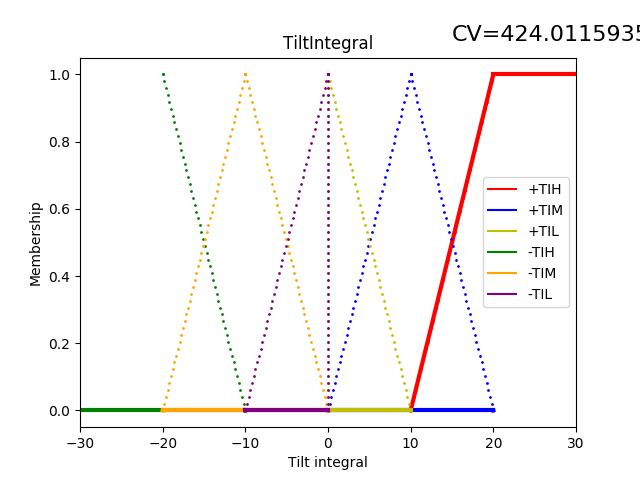 CV=424.0115935
TiltIntegral
1.0
0.8
0.6
0.4
0.2
0.0
Membership
+TIH
+TIM
+TIL
-TIH
-TIM
-TIL
−30 −20 −10 0 10 20 30
Tilt integral